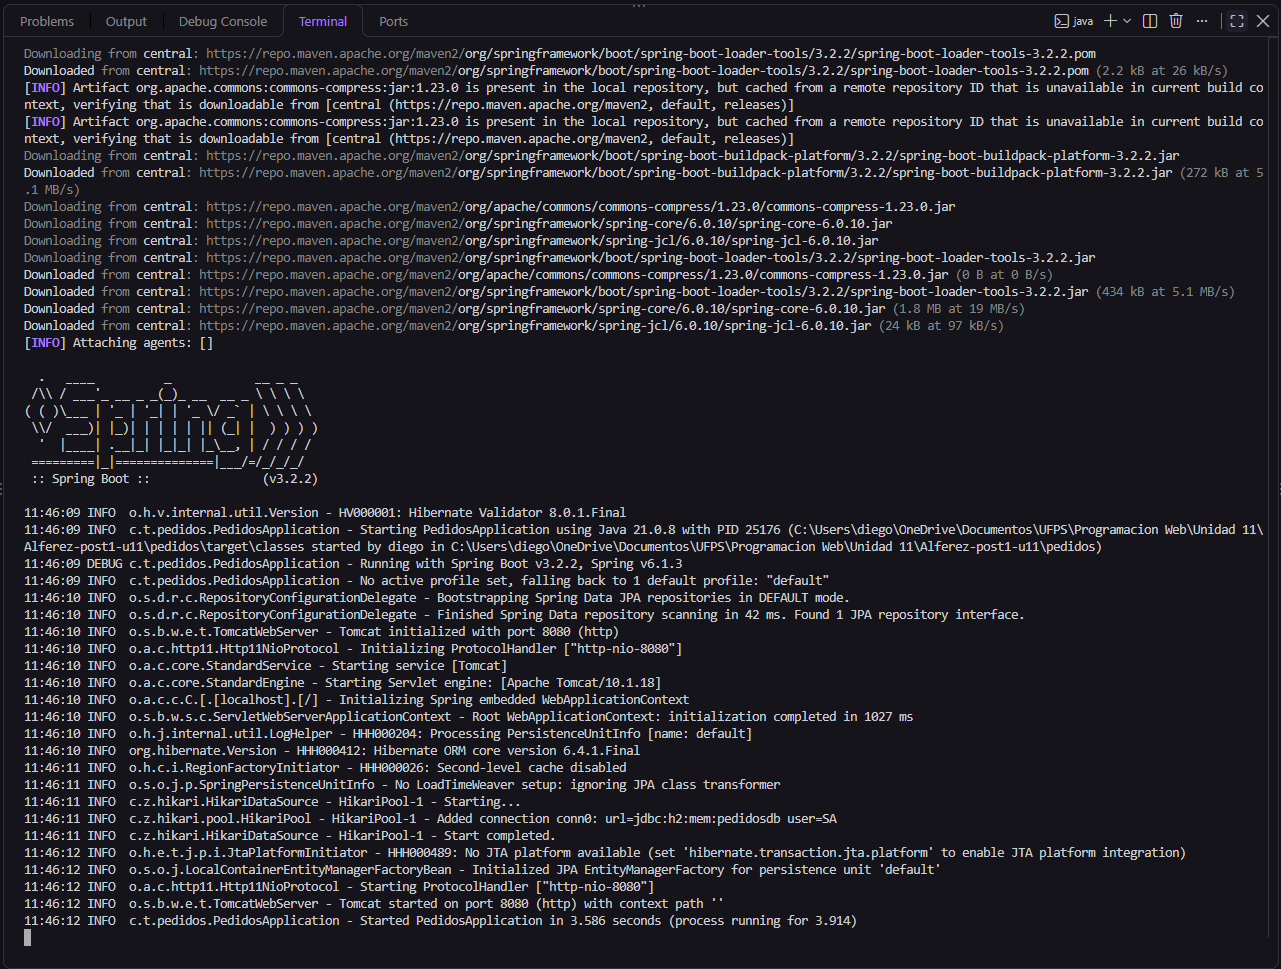 Problems Output Debug Console Terminal Ports java
Downloading from central: https://repo.maven.apache.org/maven2/org/springframework/boot/spring-boot-loader-tools/3.2.2/spring-boot-loader-tools-3.2.2.pom
Downloaded from central: https://repo.maven.apache.org/maven2/org/springframework/boot/spring-boot-loader-tools/3.2.2/spring-boot-loader-tools-3.2.2.pom (2.2 kB at 26 kB/s)
[INFO] Artifact org.apache.commons:commons-compress:jar:1.23.0 is present in the local repository, but cached from a remote repository ID that is unavailable in current build co
ntext, verifying that is downloadable from [central (https://repo.maven.apache.org/maven2, default, releases)]
[INFO] Artifact org.apache.commons:commons-compress:jar:1.23.0 is present in the local repository, but cached from a remote repository ID that is unavailable in current build co
ntext, verifying that is downloadable from [central (https://repo.maven.apache.org/maven2, default, releases)]
Downloading from central: https://repo.maven.apache.org/maven2/org/springframework/boot/spring-boot-buildpack-platform/3.2.2/spring-boot-buildpack-platform-3.2.2.jar
Downloaded from central: https://repo.maven.apache.org/maven2/org/springframework/boot/spring-boot-buildpack-platform/3.2.2/spring-boot-buildpack-platform-3.2.2.jar (272 kB at 5
.1 MB/s)
Downloading from central: https://repo.maven.apache.org/maven2/org/apache/commons/commons-compress/1.23.0/commons-compress-1.23.0.jar
Downloading from central: https://repo.maven.apache.org/maven2/org/springframework/spring-core/6.0.10/spring-core-6.0.10.jar
Downloading from central: https://repo.maven.apache.org/maven2/org/springframework/spring-jcl/6.0.10/spring-jcl-6.0.10.jar
Downloading from central: https://repo.maven.apache.org/maven2/org/springframework/boot/spring-boot-loader-tools/3.2.2/spring-boot-loader-tools-3.2.2.jar
Downloaded from central: https://repo.maven.apache.org/maven2/org/apache/commons/commons-compress/1.23.0/commons-compress-1.23.0.jar (0 B at 0 B/s)
Downloaded from central: https://repo.maven.apache.org/maven2/org/springframework/boot/spring-boot-loader-tools/3.2.2/spring-boot-loader-tools-3.2.2.jar (434 kB at 5.1 MB/s)
Downloaded from central: https://repo.maven.apache.org/maven2/org/springframework/spring-core/6.0.10/spring-core-6.0.10.jar (1.8 MB at 19 MB/s)
Downloaded from central: https://repo.maven.apache.org/maven2/org/springframework/spring-jcl/6.0.10/spring-jcl-6.0.10.jar (24 kB at 97 kB/s)
[INFO] Attaching agents: []
  .   ____          _            __ _ _
 /\\ / ___'_ __ _ _(_)_ __  __ _ \ \ \ \
( ( )\___ | '_ | '_| | '_ \/ _` | \ \ \ \
 \\/  ___)| |_)| | | | | || (_| |  ) ) ) )
  '  |____| .__|_| |_|_| |_\__, | / / / /
 =========|_|==============|___/=/_/_/_/
 :: Spring Boot ::                (v3.2.2)
11:46:09 INFO  o.h.v.internal.util.Version - HV000001: Hibernate Validator 8.0.1.Final
11:46:09 INFO  c.t.pedidos.PedidosApplication - Starting PedidosApplication using Java 21.0.8 with PID 25176 (C:\Users\diego\OneDrive\Documentos\UFPS\Programacion Web\Unidad 11\
Alferez-post1-u11\pedidos\target\classes started by diego in C:\Users\diego\OneDrive\Documentos\UFPS\Programacion Web\Unidad 11\Alferez-post1-u11\pedidos)
11:46:09 DEBUG c.t.pedidos.PedidosApplication - Running with Spring Boot v3.2.2, Spring v6.1.3
11:46:09 INFO  c.t.pedidos.PedidosApplication - No active profile set, falling back to 1 default profile: "default"
11:46:10 INFO  o.s.d.r.c.RepositoryConfigurationDelegate - Bootstrapping Spring Data JPA repositories in DEFAULT mode.
11:46:10 INFO  o.s.d.r.c.RepositoryConfigurationDelegate - Finished Spring Data repository scanning in 42 ms. Found 1 JPA repository interface.
11:46:10 INFO  o.s.b.w.e.t.TomcatWebServer - Tomcat initialized with port 8080 (http)
11:46:10 INFO  o.a.c.http11.Http11NioProtocol - Initializing ProtocolHandler ["http-nio-8080"]
11:46:10 INFO  o.a.c.core.StandardService - Starting service [Tomcat]
11:46:10 INFO  o.a.c.core.StandardEngine - Starting Servlet engine: [Apache Tomcat/10.1.18]
11:46:10 INFO  o.a.c.c.C.[.[localhost].[/] - Initializing Spring embedded WebApplicationContext
11:46:10 INFO  o.s.b.w.s.c.ServletWebServerApplicationContext - Root WebApplicationContext: initialization completed in 1027 ms
11:46:10 INFO  o.h.j.internal.util.LogHelper - HHH000204: Processing PersistenceUnitInfo [name: default]
11:46:10 INFO  org.hibernate.Version - HHH000412: Hibernate ORM core version 6.4.1.Final
11:46:11 INFO  o.h.c.i.RegionFactoryInitiator - HHH000026: Second-level cache disabled
11:46:11 INFO  o.s.o.j.p.SpringPersistenceUnitInfo - No LoadTimeWeaver setup: ignoring JPA class transformer
11:46:11 INFO  c.z.hikari.HikariDataSource - HikariPool-1 - Starting...
11:46:11 INFO  c.z.hikari.pool.HikariPool - HikariPool-1 - Added connection conn0: url=jdbc:h2:mem:pedidosdb user=SA
11:46:11 INFO  c.z.hikari.HikariDataSource - HikariPool-1 - Start completed.
11:46:12 INFO  o.h.e.t.j.p.i.JtaPlatformInitiator - HHH000489: No JTA platform available (set 'hibernate.transaction.jta.platform' to enable JTA platform integration)
11:46:12 INFO  o.s.o.j.LocalContainerEntityManagerFactoryBean - Initialized JPA EntityManagerFactory for persistence unit 'default'
11:46:12 INFO  o.a.c.http11.Http11NioProtocol - Starting ProtocolHandler ["http-nio-8080"]
11:46:12 INFO  o.s.b.w.e.t.TomcatWebServer - Tomcat started on port 8080 (http) with context path ''
11:46:12 INFO  c.t.pedidos.PedidosApplication - Started PedidosApplication in 3.586 seconds (process running for 3.914)